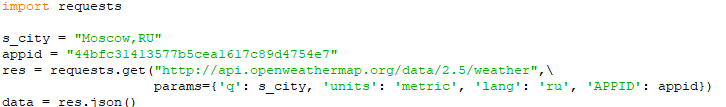 import requests
s_city = "Moscow,RU"
appid = "44bfc31413577b5cea1617c89d4754e7"
res = requests.get("http://api.openweathermap.org/data/2.5/weather",\
params={'q': s_city, 'units': 'metric', 'lang': 'ru', 'APPID': appid})
data = res.json()